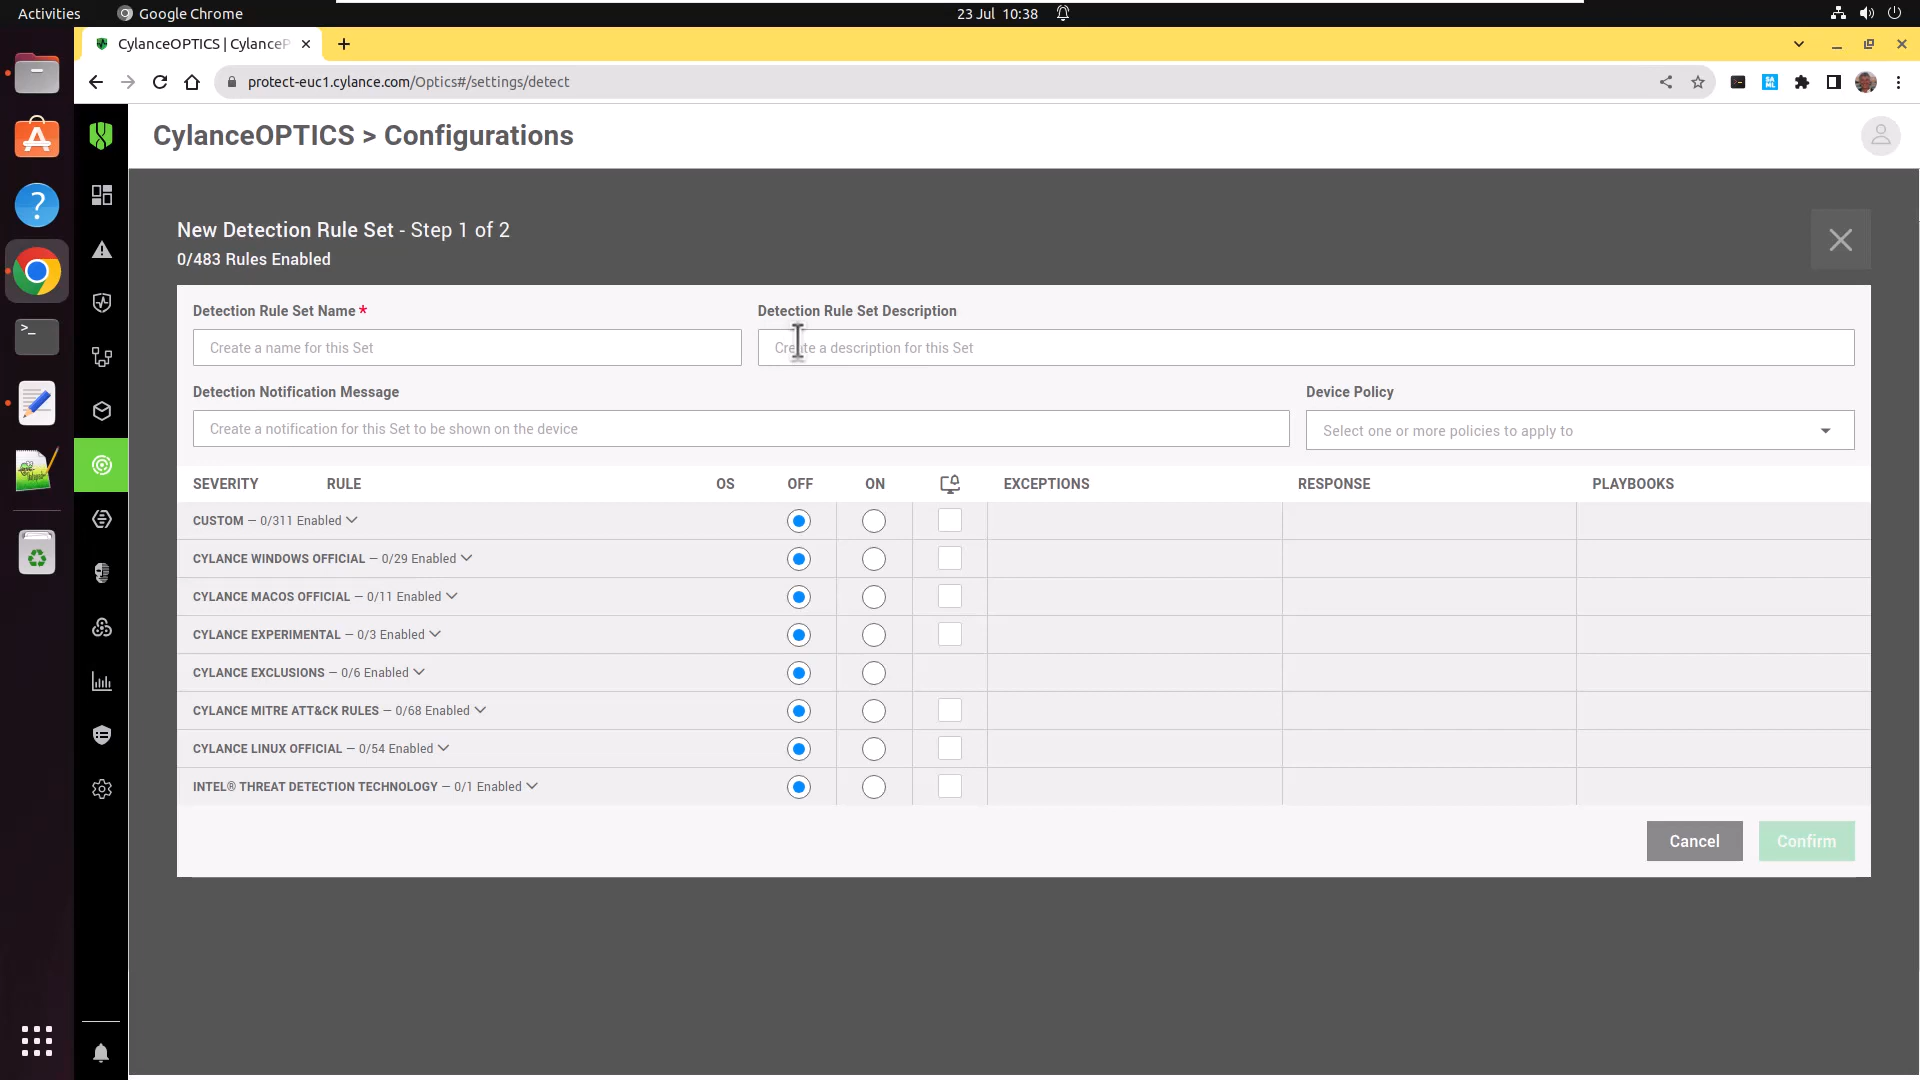 Activities
Google Chrome
23 Jul 10:38
CylanceOPTICS | CylanceP
protect-euc1.cylance.com/Optics#/settings/detect
CylanceOPTICS > Configurations
New Detection Rule Set - Step 1 of 2
0/483 Rules Enabled
Detection Rule Set Name *
Detection Rule Set Description
Create a name for this Set
Create a description for this Set
Detection Notification Message
Device Policy
Create a notification for this Set to be shown on the device
Select one or more policies to apply to
SEVERITY RULE OS OFF ON EXCEPTIONS RESPONSE PLAYBOOKS
CUSTOM — 0/311 Enabled
CYLANCE WINDOWS OFFICIAL — 0/29 Enabled
CYLANCE MACOS OFFICIAL — 0/11 Enabled
CYLANCE EXPERIMENTAL — 0/3 Enabled
CYLANCE EXCLUSIONS — 0/6 Enabled
CYLANCE MITRE ATT&CK RULES — 0/68 Enabled
CYLANCE LINUX OFFICIAL — 0/54 Enabled
INTEL® THREAT DETECTION TECHNOLOGY — 0/1 Enabled
Cancel
Confirm